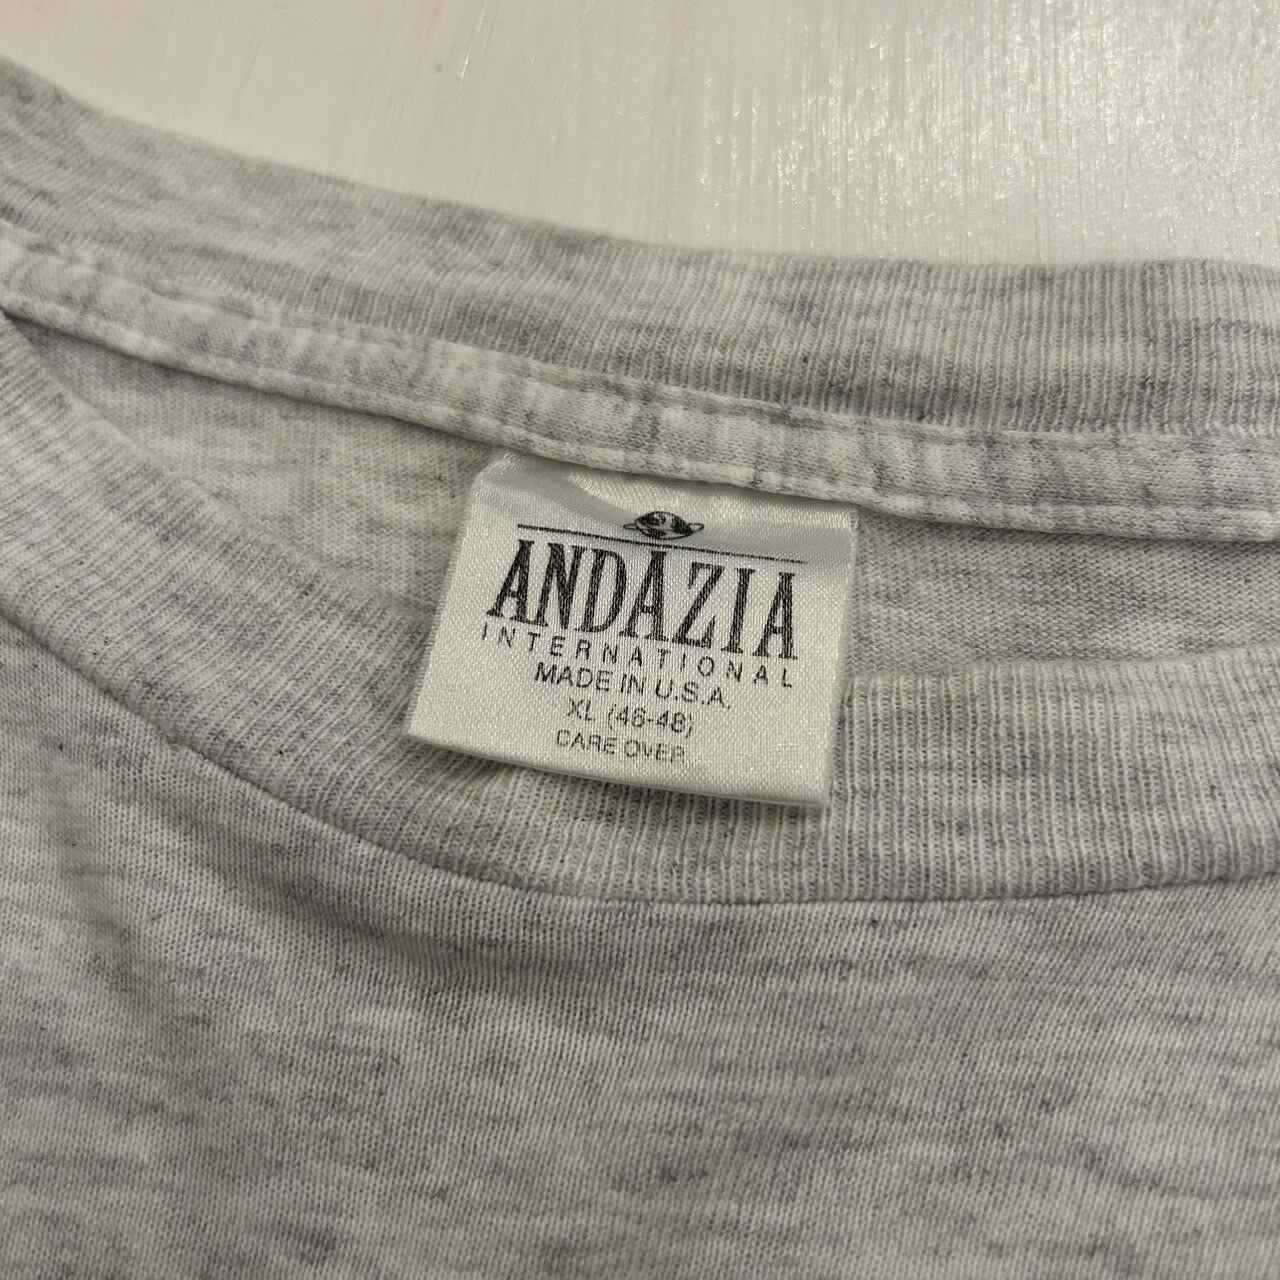 ANDAZIA
INTERNATIONAL
MADE IN U.S.A.
XL (46-48)
CARE OVER